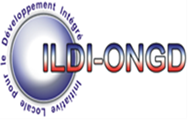 Initiative Locale pour le Développement Intégré
ILDI-ONGD